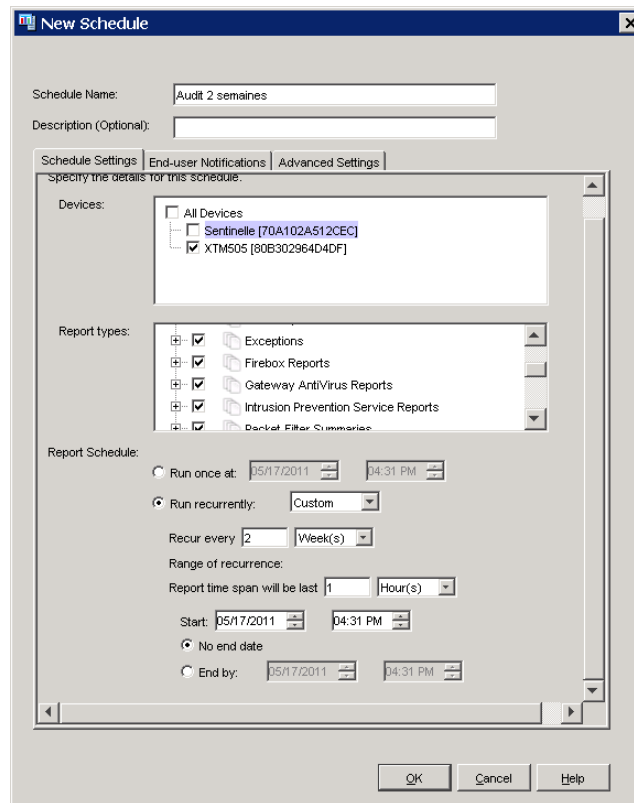 New Schedule
Schedule Name: Audit 2 semaines
Description (Optional):
Schedule Settings End-user Notifications Advanced Settings
Specify the details for this schedule.
Devices:
All Devices
Sentinelle [70A102A512CEC]
XTM505 [80B302964D4DF]
Report types:
Exceptions
Firebox Reports
Gateway AntiVirus Reports
Intrusion Prevention Service Reports
Packet Filter Summaries
Report Schedule:
Run once at: 05/17/2011 04:31 PM
Run recurrently: Custom
Recur every 2 Week(s)
Range of recurrence:
Report time span will be last 1 Hour(s)
Start: 05/17/2011 04:31 PM
No end date
End by: 05/17/2011 04:31 PM
OK Cancel Help